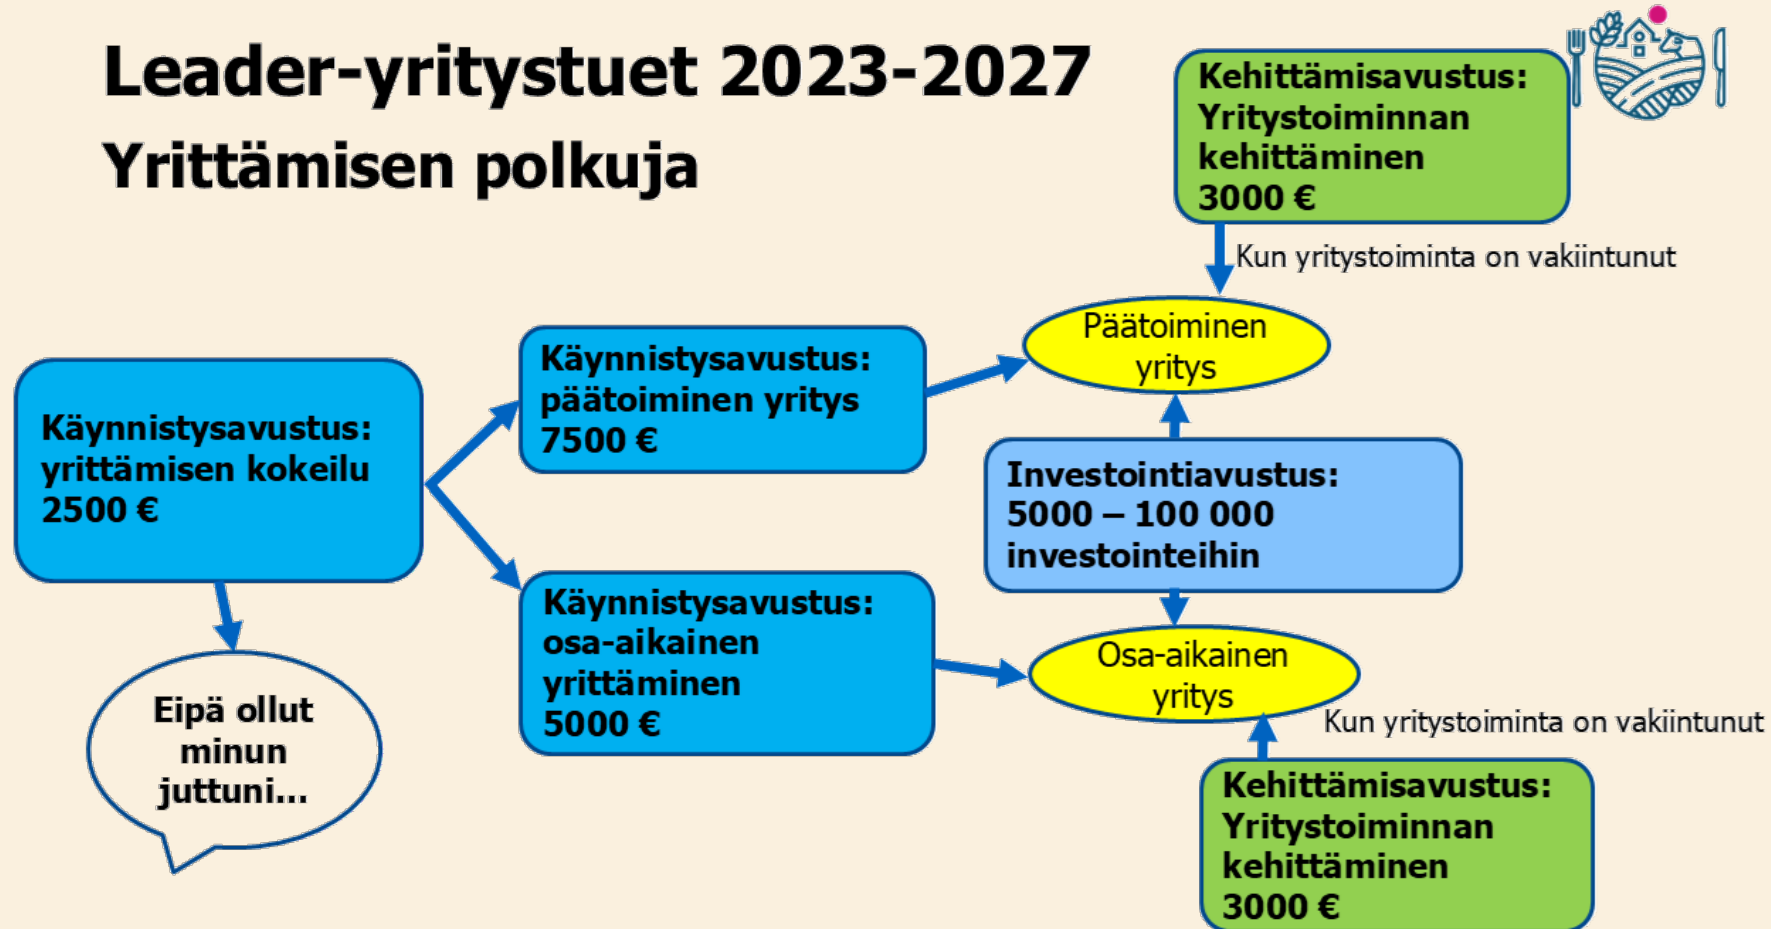 Leader-yritystuet 2023-2027
Yrittämisen polkuja
Kehittämisavustus:
Yritystoiminnan
kehittäminen
3000 €
Kun yritystoiminta on vakiintunut
Päätoiminen
yritys
Käynnistysavustus:
päätoiminen yritys
7500 €
Käynnistysavustus:
yrittämisen kokeilu
2500 €
Investointiavustus:
5000 – 100 000
investointeihin
Käynnistysavustus:
osa-aikainen
yrittäminen
5000 €
Osa-aikainen
yritys
Kun yritystoiminta on vakiintunut
Eipä ollut
minun
juttuni...
Kehittämisavustus:
Yritystoiminnan
kehittäminen
3000 €